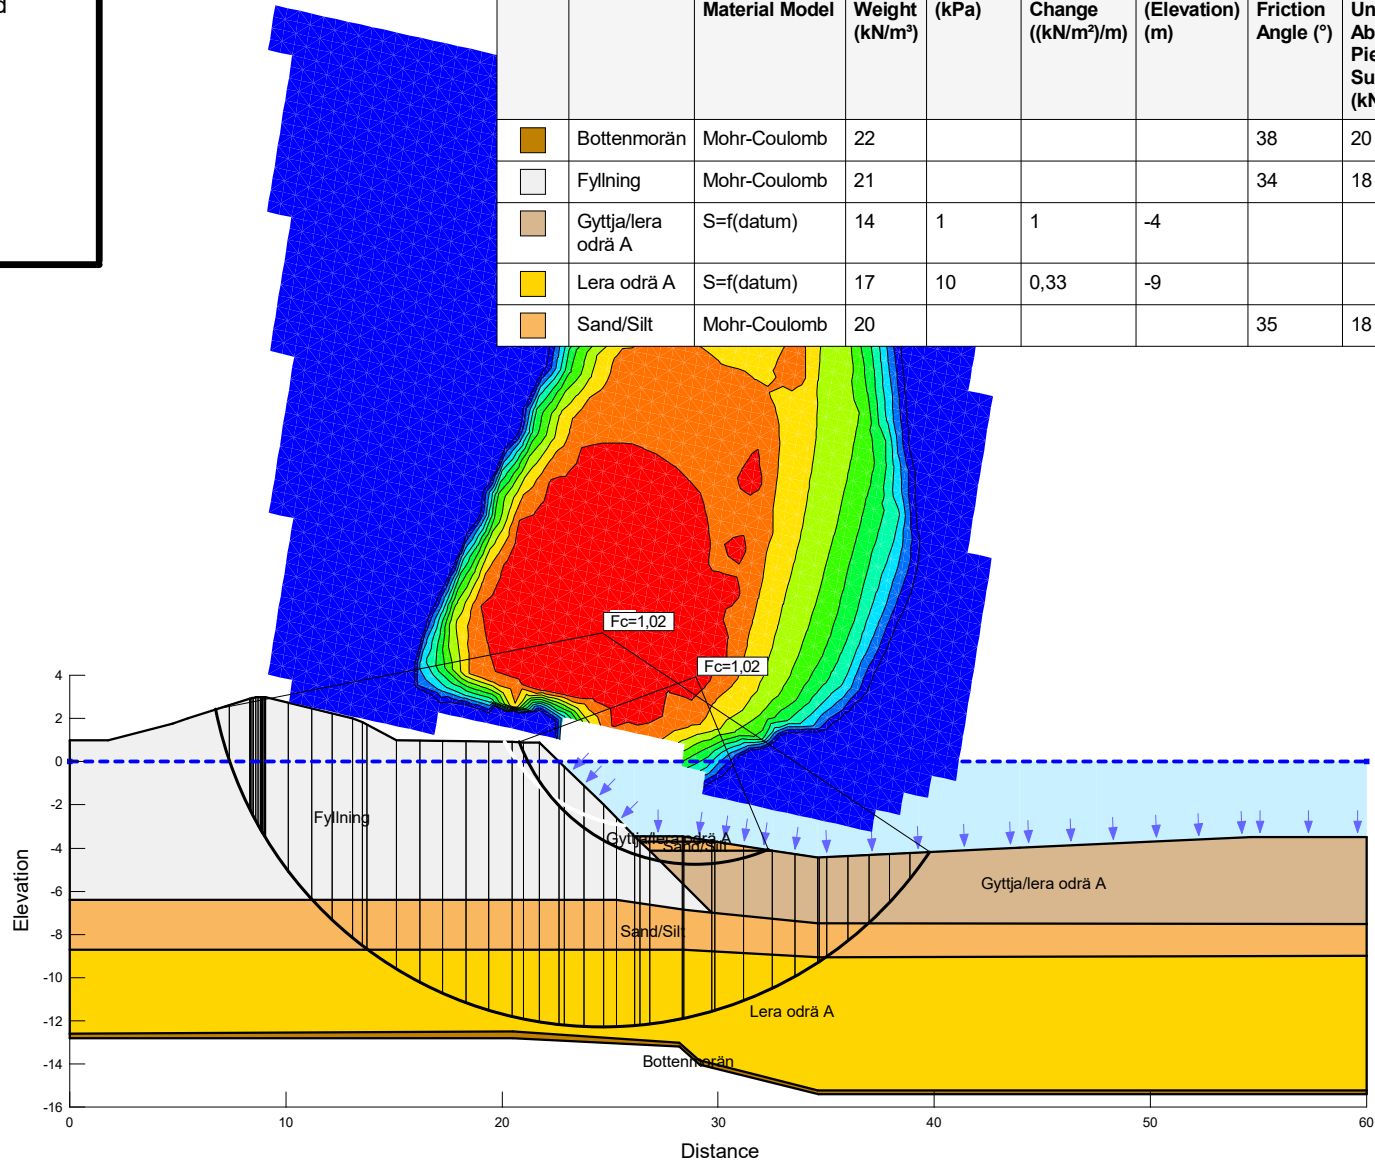 d
Material Model Weight (kPa) Change (Elevation) Friction
(kN/m³) ((kN/m²)/m) (m) Angle (°)
Bottenmorän Mohr-Coulomb 22 38 20
Fyllning Mohr-Coulomb 21 34 18
Gyttja/lera S=f(datum) 14 1 1 -4
odrä A
Lera odrä A S=f(datum) 17 10 0,33 -9
Sand/Silt Mohr-Coulomb 20 35 18
Fc=1,02
Fc=1,02
4
2
0
-2
-4
-6
-8
-10
-12
-14
-16
Elevation
Fyllning
Gyttja/lera odrä A
Sand/Silt
Gyttja/lera odrä A
Sand/Silt
Lera odrä A
Bottenmorän
0 10 20 30 40 50 60
Distance